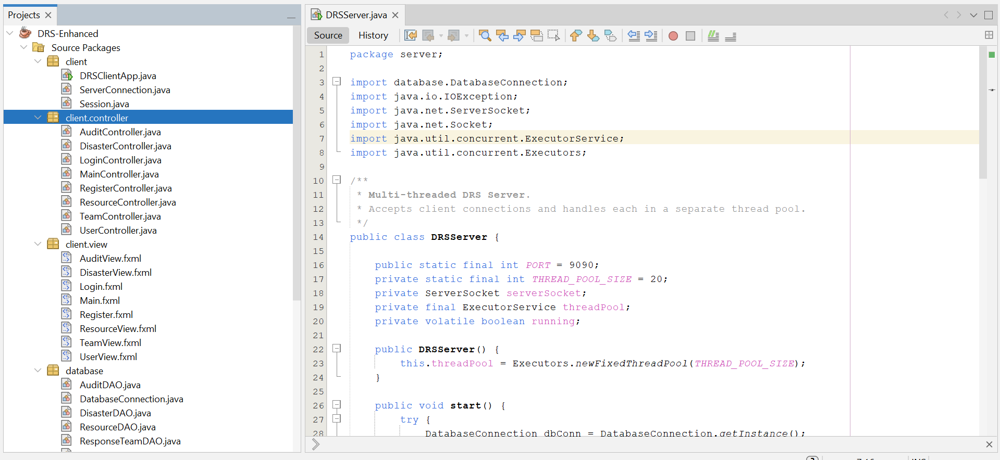 Projects
DRS-Enhanced
Source Packages
client
DRSClientApp.java
ServerConnection.java
Session.java
client.controller
AuditController.java
DisasterController.java
LoginController.java
MainController.java
RegisterController.java
ResourceController.java
TeamController.java
UserController.java
client.view
AuditView.fxml
DisasterView.fxml
Login.fxml
Main.fxml
Register.fxml
ResourceView.fxml
TeamView.fxml
UserView.fxml
database
AuditDAO.java
DatabaseConnection.java
DisasterDAO.java
ResourceDAO.java
ResponseTeamDAO.java
DRSServer.java
Source History
1 package server;
2
3 import database.DatabaseConnection;
4 import java.io.IOException;
5 import java.net.ServerSocket;
6 import java.net.Socket;
7 import java.util.concurrent.ExecutorService;
8 import java.util.concurrent.Executors;
9
10 /**
11 * Multi-threaded DRS Server.
12 * Accepts client connections and handles each in a separate thread pool.
13 */
14 public class DRSServer {
15
16 public static final int PORT = 9090;
17 private static final int THREAD_POOL_SIZE = 20;
18 private ServerSocket serverSocket;
19 private final ExecutorService threadPool;
20 private volatile boolean running;
21
22 public DRSServer() {
23 this.threadPool = Executors.newFixedThreadPool(THREAD_POOL_SIZE);
24 }
25
26 public void start() {
27 try {
28 DatabaseConnection dbConn = DatabaseConnection.getInstance();